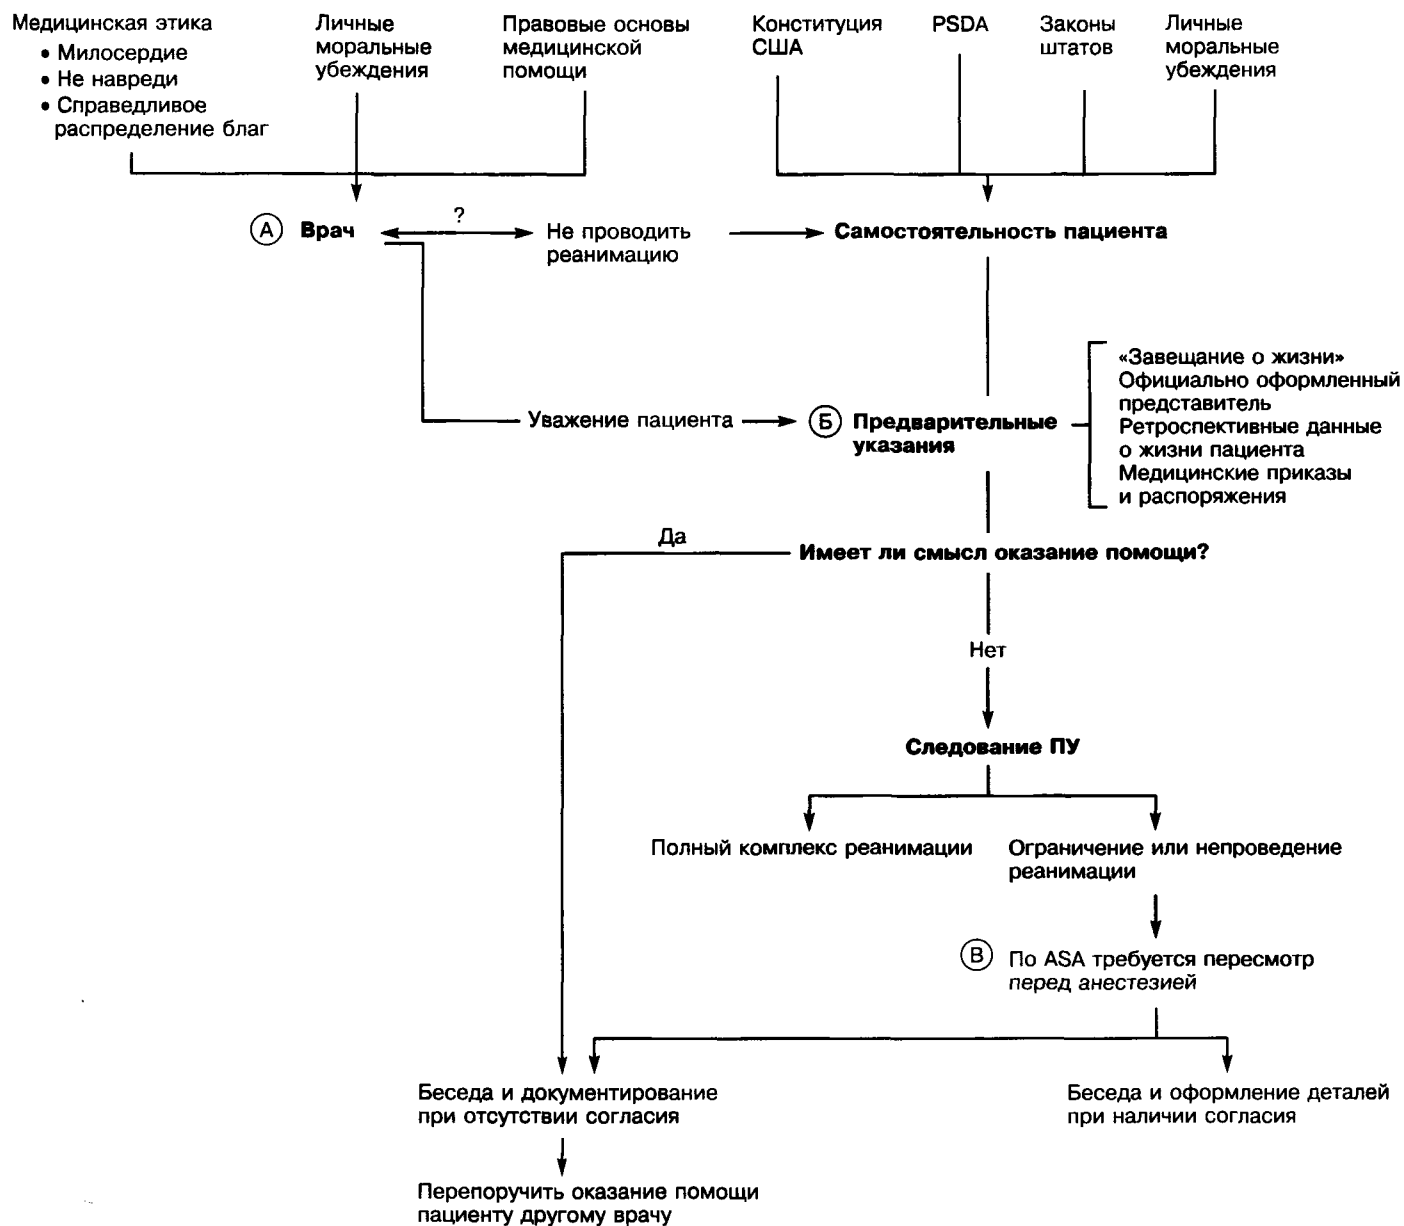 Медицинская этика
• Милосердие
• Не навреди
• Справедливое
распределение благ
Личные
моральные
убеждения
Правовые основы
медицинской
помощи
Конституция
США
PSDA
Законы
штатов
Личные
моральные
убеждения
А Врач
?
Не проводить
реанимацию
Самостоятельность пациента
Уважение пациента
Б Предварительные
указания
«Завещание о жизни»
Официально оформленный
представитель
Ретроспективные данные
о жизни пациента
Медицинские приказы
и распоряжения
Да
Имеет ли смысл оказание помощи?
Нет
Следование ПУ
Полный комплекс реанимации
Ограничение или непроведение
реанимации
В По ASA требуется пересмотр
перед анестезией
Беседа и документирование
при отсутствии согласия
Беседа и оформление деталей
при наличии согласия
Перепоручить оказание помощи
пациенту другому врачу